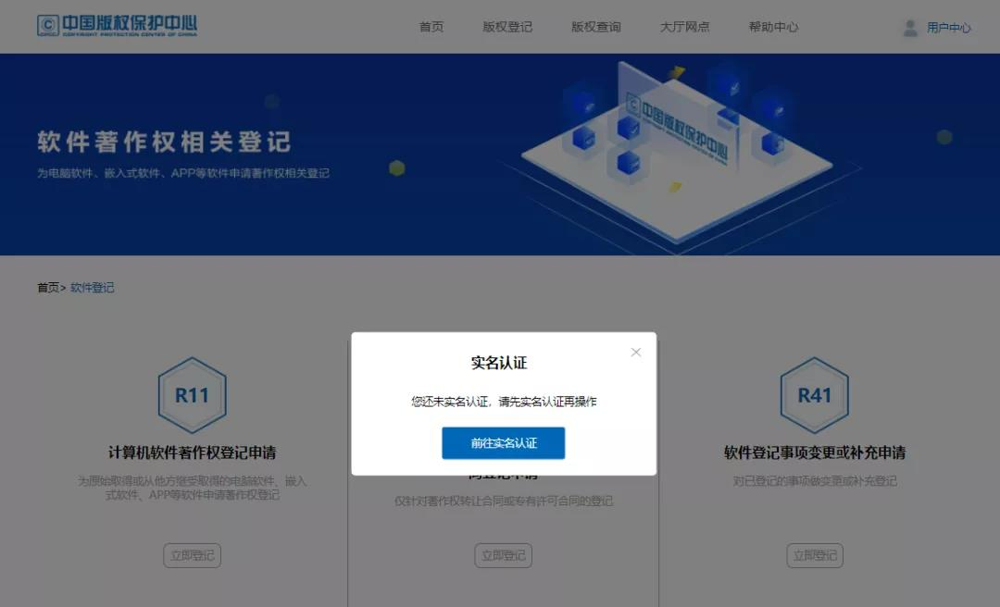 中国版权保护中心
COPYRIGHT PROTECTION CENTER OF CHINA
首页 版权登记 版权查询 大厅网点 帮助中心 用户中心
软件著作权相关登记
为电脑软件、嵌入式软件、APP等软件申请著作权相关登记
中国版权保护中心
首页> 软件登记
实名认证
您还未实名认证，请先实名认证再操作
前往实名认证
R11
计算机软件著作权登记申请
为原始取得或从他方继受取得的电脑软件、嵌入
式软件、APP等软件申请著作权登记
立即登记
同登记申请
仅针对著作权转让合同或专有许可合同的登记
立即登记
R41
软件登记事项变更或补充申请
对已登记的事项做变更或补充登记
立即登记